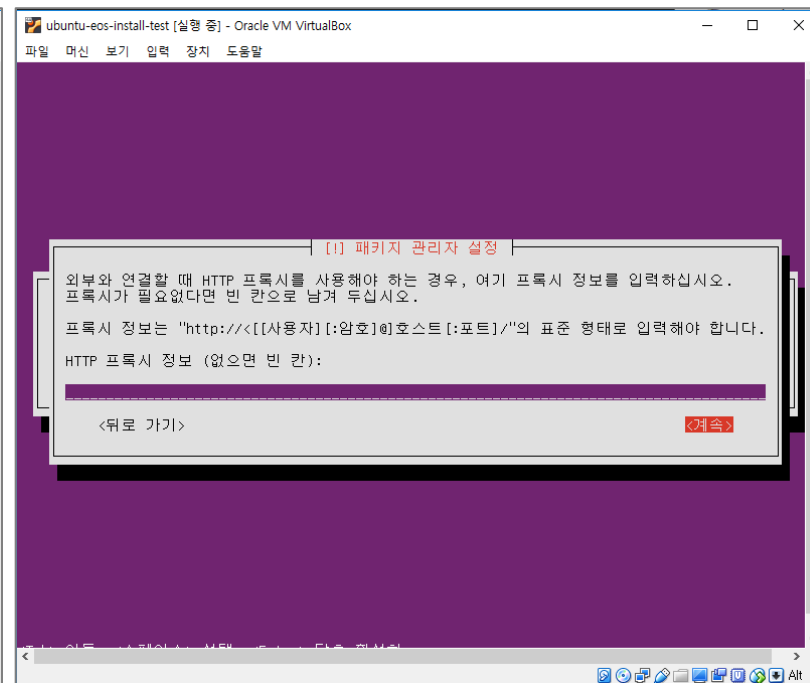 ubuntu-eos-install-test [실행 중] - Oracle VM VirtualBox
파일 머신 보기 입력 장치 도움말
[!] 패키지 관리자 설정
외부와 연결할 때 HTTP 프록시를 사용해야 하는 경우, 여기 프록시 정보를 입력하십시오.
프록시가 필요없다면 빈 칸으로 남겨 두십시오.
프록시 정보는 "http://<[[사용자][:암호]@]호스트[:포트]/"의 표준 형태로 입력해야 합니다.
HTTP 프록시 정보 (없으면 빈 칸):
<뒤로 가기> <계속>
Alt